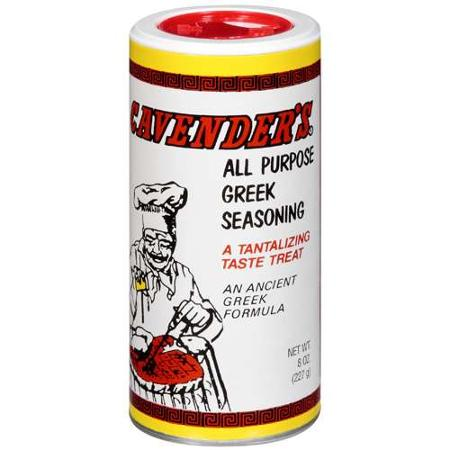 CAVENDER'S.
ALL PURPOSE
GREEK
SEASONING
A TANTALIZING
TASTE TREAT
AN ANCIENT
GREEK
FORMULA
NET WT.
8 OZ.
(227 g)